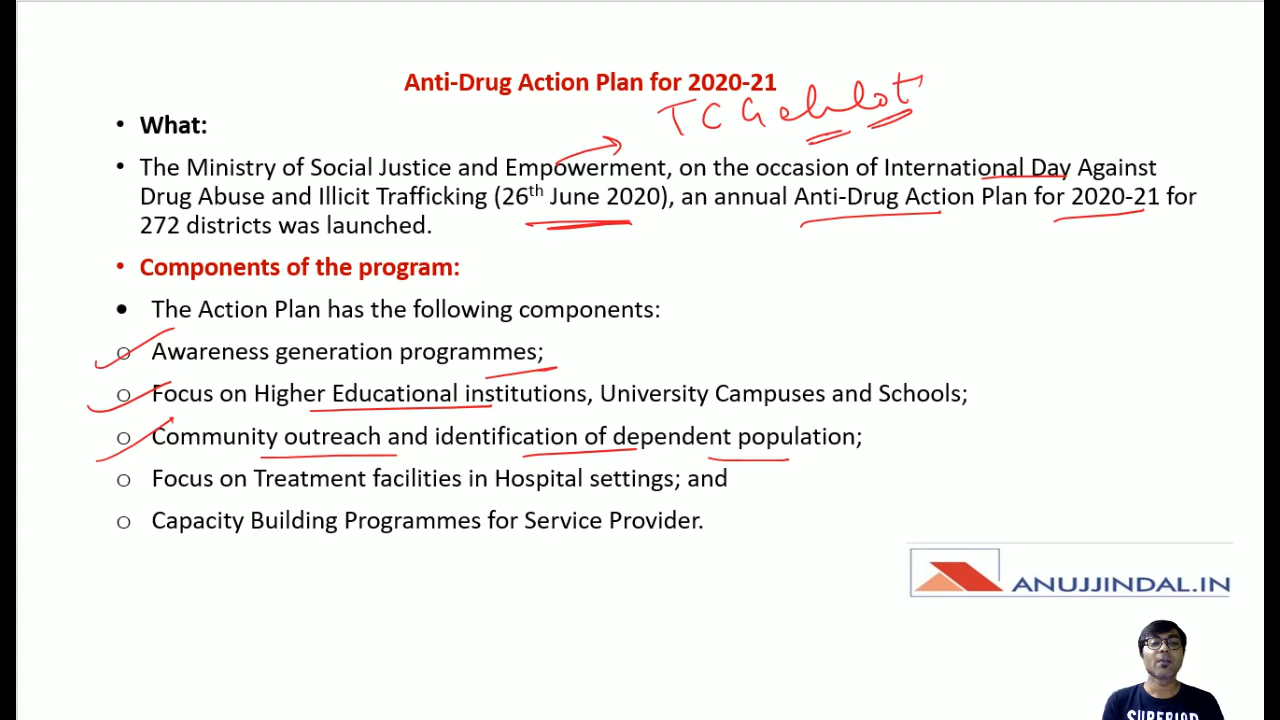 Anti-Drug Action Plan for 2020-21
TC Gehlot
• What:
• The Ministry of Social Justice and Empowerment, on the occasion of International Day Against
Drug Abuse and Illicit Trafficking (26th June 2020), an annual Anti-Drug Action Plan for 2020-21 for
272 districts was launched.
• Components of the program:
• The Action Plan has the following components:
o Awareness generation programmes;
o Focus on Higher Educational institutions, University Campuses and Schools;
o Community outreach and identification of dependent population;
o Focus on Treatment facilities in Hospital settings; and
o Capacity Building Programmes for Service Provider.
ANUJJINDAL.IN
SUPERIOR